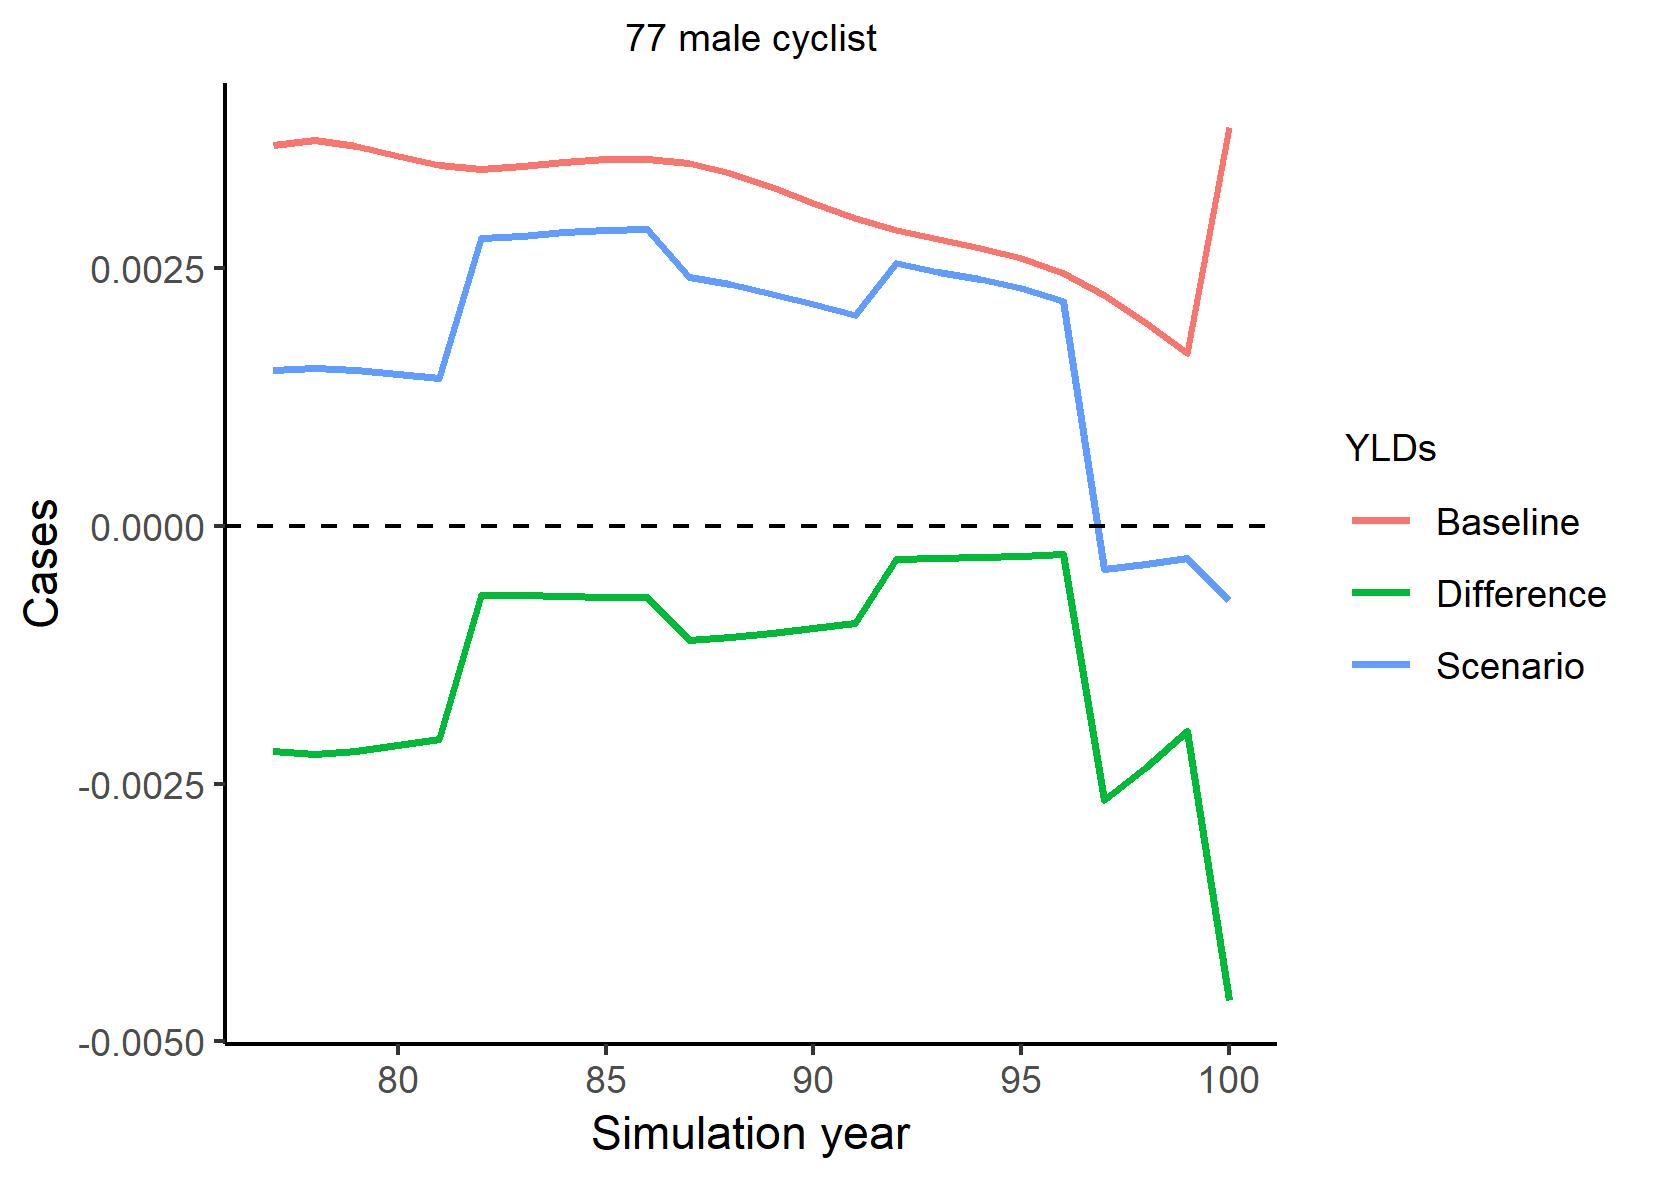 77 male cyclist
Cases
0.0025
0.0000
-0.0025
-0.0050
80 85 90 95 100
Simulation year
YLDs
Baseline
Difference
Scenario